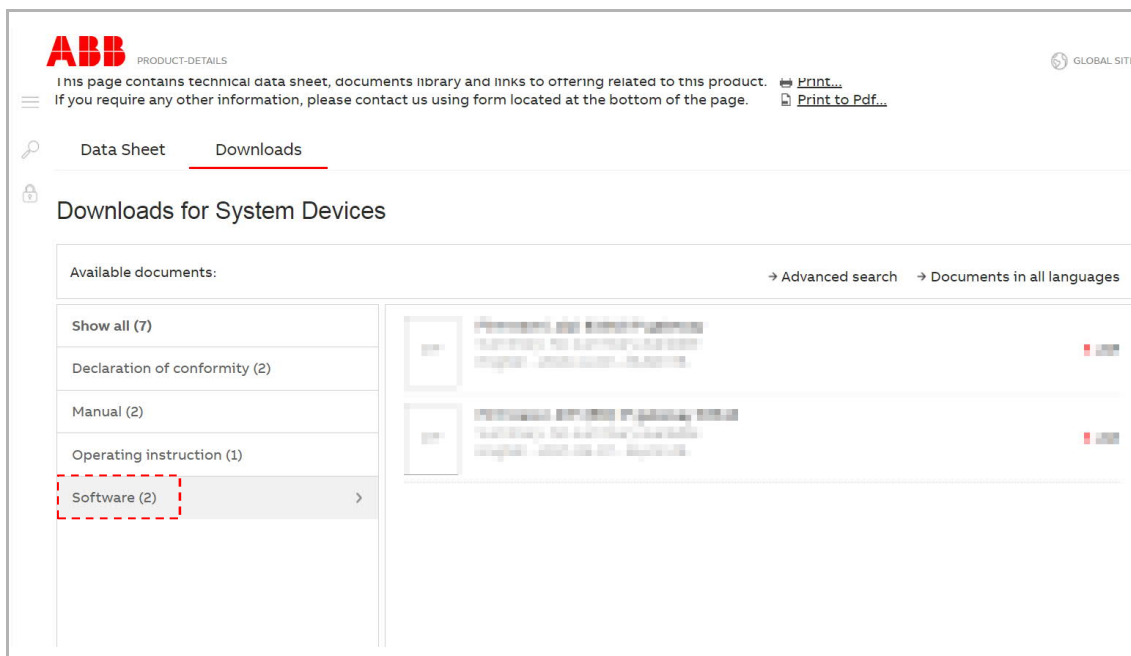 ABB
PRODUCT-DETAILS
GLOBAL SIT
This page contains technical data sheet, documents library and links to offering related to this product.
Print...
If you require any other information, please contact us using form located at the bottom of the page.
Print to Pdf...
Data Sheet
Downloads
Downloads for System Devices
Available documents:
→ Advanced search
→ Documents in all languages
Show all (7)
Declaration of conformity (2)
Manual (2)
Operating instruction (1)
Software (2)